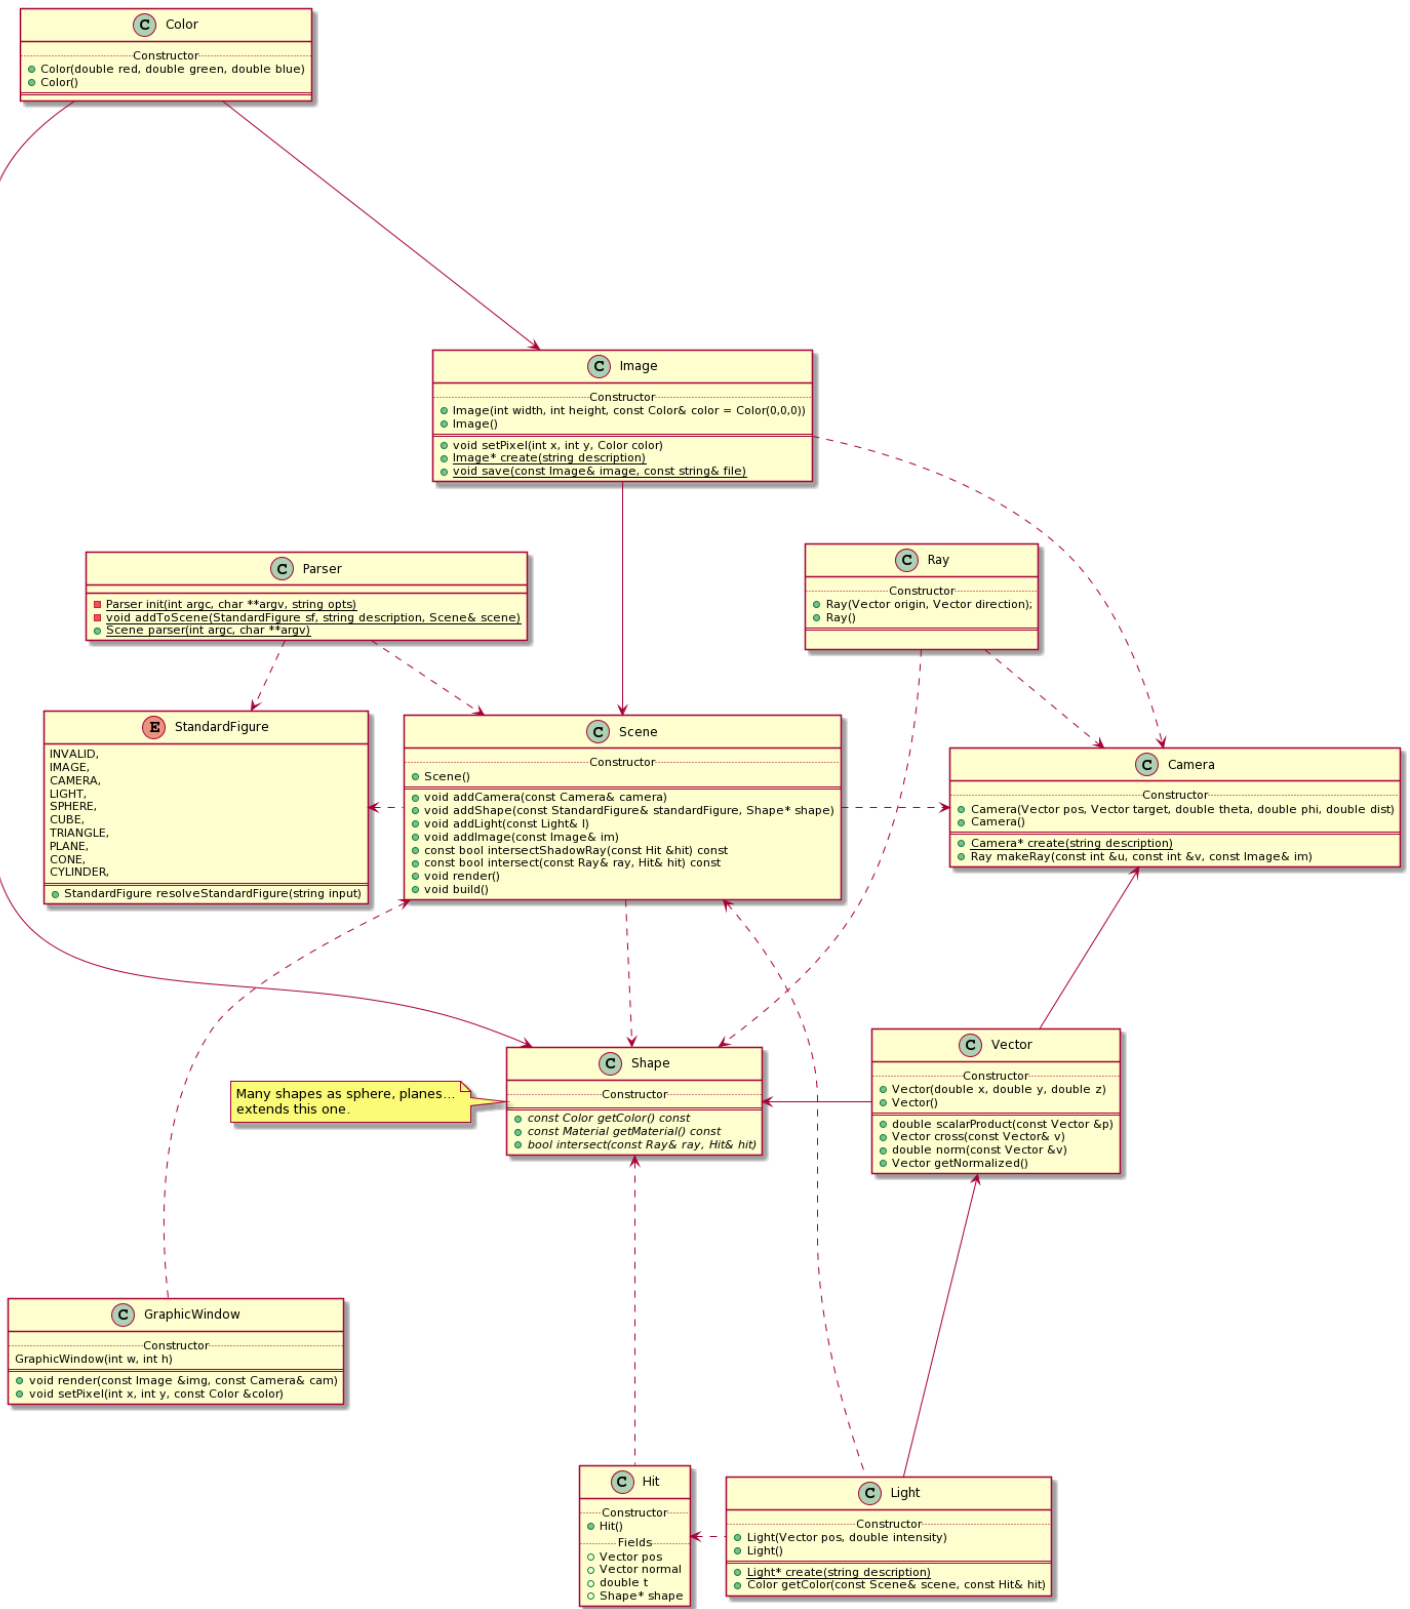 C Color
Constructor
Color(double red, double green, double blue)
Color()
C Image
Constructor
Image(int width, int height, const Color& color = Color(0,0,0))
Image()
void setPixel(int x, int y, Color color)
Image* create(string description)
void save(const Image& image, const string& file)
C Parser
Parser init(int argc, char **argv, string opts)
void addToScene(StandardFigure sf, string description, Scene& scene)
Scene parser(int argc, char **argv)
C Ray
Constructor
Ray(Vector origin, Vector direction);
Ray()
E StandardFigure
INVALID,
IMAGE,
CAMERA,
LIGHT,
SPHERE,
CUBE,
TRIANGLE,
PLANE,
CONE,
CYLINDER,
StandardFigure resolveStandardFigure(string input)
C Scene
Constructor
Scene()
void addCamera(const Camera& camera)
void addShape(const StandardFigure& standardFigure, Shape* shape)
void addLight(const Light& l)
void addImage(const Image& im)
const bool intersectShadowRay(const Hit &hit) const
const bool intersect(const Ray& ray, Hit& hit) const
void render()
void build()
C Camera
Constructor
Camera(Vector pos, Vector target, double theta, double phi, double dist)
Camera()
Camera* create(string description)
Ray makeRay(const int &u, const int &v, const Image& im)
Many shapes as sphere, planes...
extends this one.
C Shape
Constructor
const Color getColor() const
const Material getMaterial() const
bool intersect(const Ray& ray, Hit& hit)
C Vector
Constructor
Vector(double x, double y, double z)
Vector()
double scalarProduct(const Vector &p)
Vector cross(const Vector& v)
double norm(const Vector &v)
Vector getNormalized()
C GraphicWindow
Constructor
GraphicWindow(int w, int h)
void render(const Image &img, const Camera& cam)
void setPixel(int x, int y, const Color &color)
C Hit
Constructor
Hit()
Fields
Vector pos
Vector normal
double t
Shape* shape
C Light
Constructor
Light(Vector pos, double intensity)
Light()
Light* create(string description)
Color getColor(const Scene& scene, const Hit& hit)